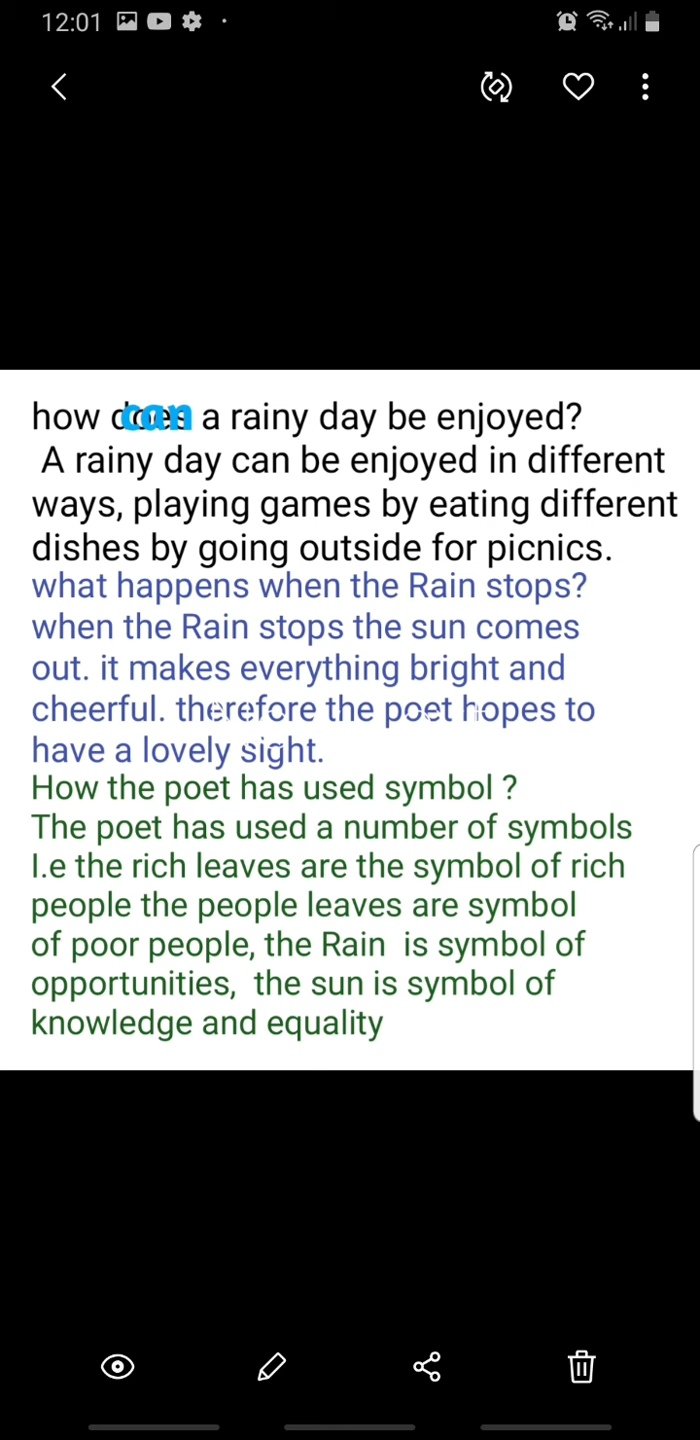 12:01
how can a rainy day be enjoyed?
A rainy day can be enjoyed in different
ways, playing games by eating different
dishes by going outside for picnics.
what happens when the Rain stops?
when the Rain stops the sun comes
out. it makes everything bright and
cheerful. therefore the poet hopes to
have a lovely sight.
How the poet has used symbol ?
The poet has used a number of symbols
I.e the rich leaves are the symbol of rich
people the people leaves are symbol
of poor people, the Rain is symbol of
opportunities, the sun is symbol of
knowledge and equality